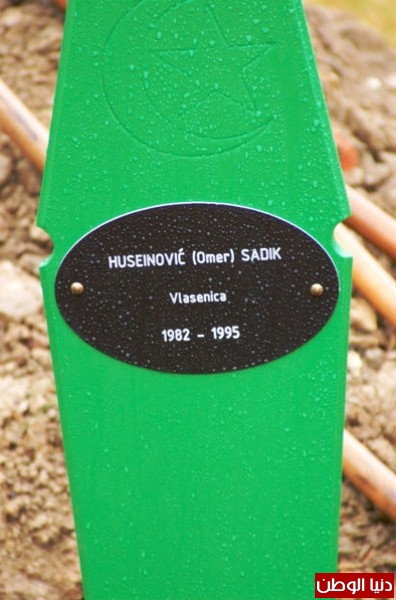 HUSEINOVIĆ (Omer) SADIK
Vlasenica
1982 - 1995
دنيا الوطن